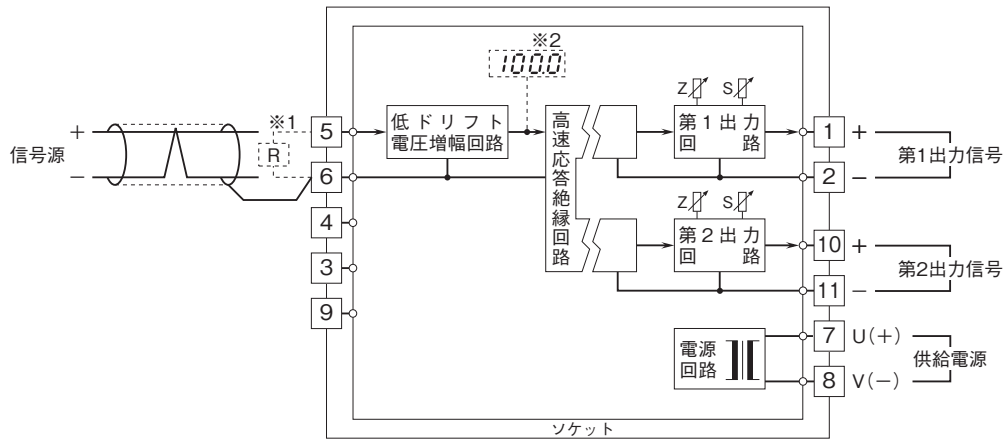 ※2
100.0
Z S
※1
+
信号源
−
R
5
6
4
3
9
低ドリフト
電圧増幅回路
高速応答絶縁回路
第1出力
回路
1 +
2 −
第1出力信号
Z S
第2出力
回路
10 +
11 −
第2出力信号
電源
回路
7 U(+)
8 V(−)
供給電源
ソケット